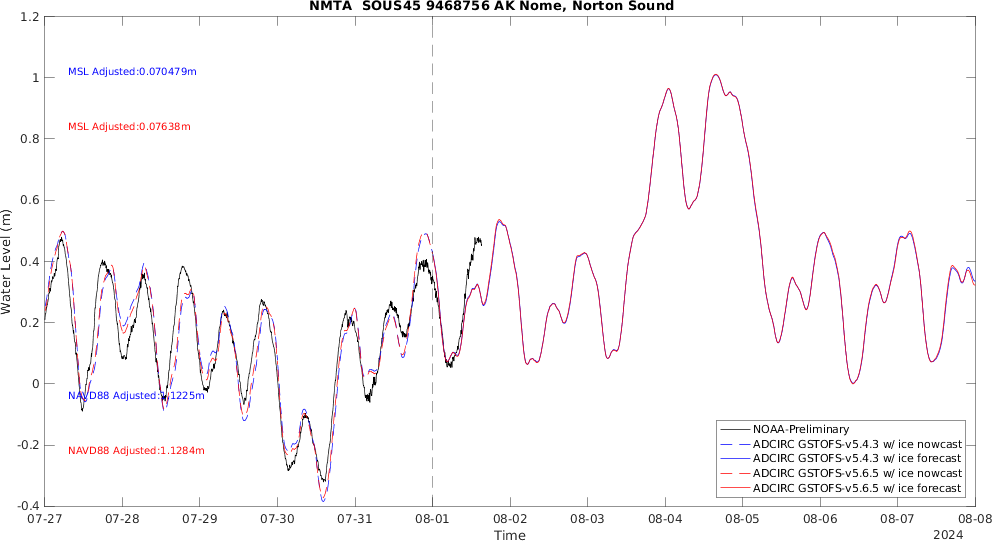 NMTA  SOUS45 9468756 AK Nome, Norton Sound
1.2
1
0.8
0.6
0.4
0.2
0
-0.2
-0.4
Water Level (m)
MSL Adjusted:0.070479m
MSL Adjusted:0.07638m
NAVD88 Adjusted:1.1225m
NAVD88 Adjusted:1.1284m
NOAA-Preliminary
ADCIRC GSTOFS-v5.4.3 w/ ice nowcast
ADCIRC GSTOFS-v5.4.3 w/ ice forecast
ADCIRC GSTOFS-v5.6.5 w/ ice nowcast
ADCIRC GSTOFS-v5.6.5 w/ ice forecast
07-27 07-28 07-29 07-30 07-31 08-01 08-02 08-03 08-04 08-05 08-06 08-07 08-08
Time
2024